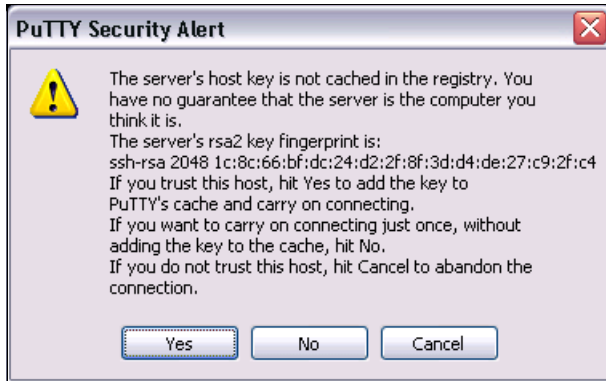 PuTTY Security Alert
The server's host key is not cached in the registry. You
have no guarantee that the server is the computer you
think it is.
The server's rsa2 key fingerprint is:
ssh-rsa 2048 1c:8c:66:bf:dc:24:d2:2f:8f:3d:d4:de:27:c9:2f:c4
If you trust this host, hit Yes to add the key to
PuTTY's cache and carry on connecting.
If you want to carry on connecting just once, without
adding the key to the cache, hit No.
If you do not trust this host, hit Cancel to abandon the
connection.
Yes No Cancel